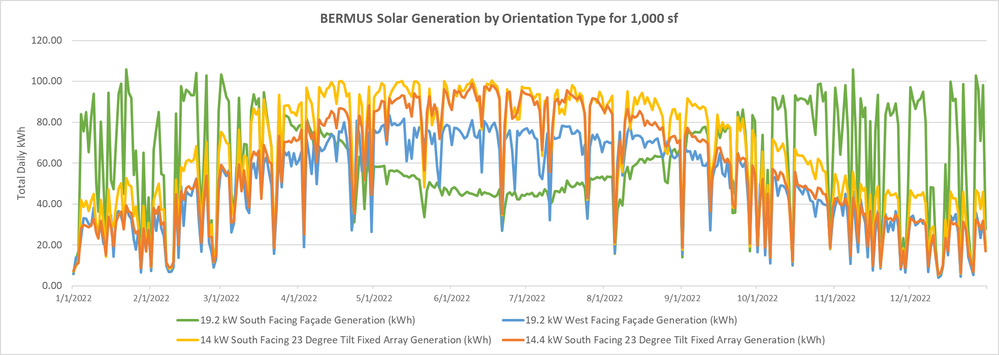 BERMUS Solar Generation by Orientation Type for 1,000 sf
Total Daily kWh
120.00
100.00
80.00
60.00
40.00
20.00
0.00
1/1/2022 2/1/2022 3/1/2022 4/1/2022 5/1/2022 6/1/2022 7/1/2022 8/1/2022 9/1/2022 10/1/2022 11/1/2022 12/1/2022
19.2 kW South Facing Façade Generation (kWh) 19.2 kW West Facing Façade Generation (kWh)
14 kW South Facing 23 Degree Tilt Fixed Array Generation (kWh) 14.4 kW South Facing 23 Degree Tilt Fixed Array Generation (kWh)